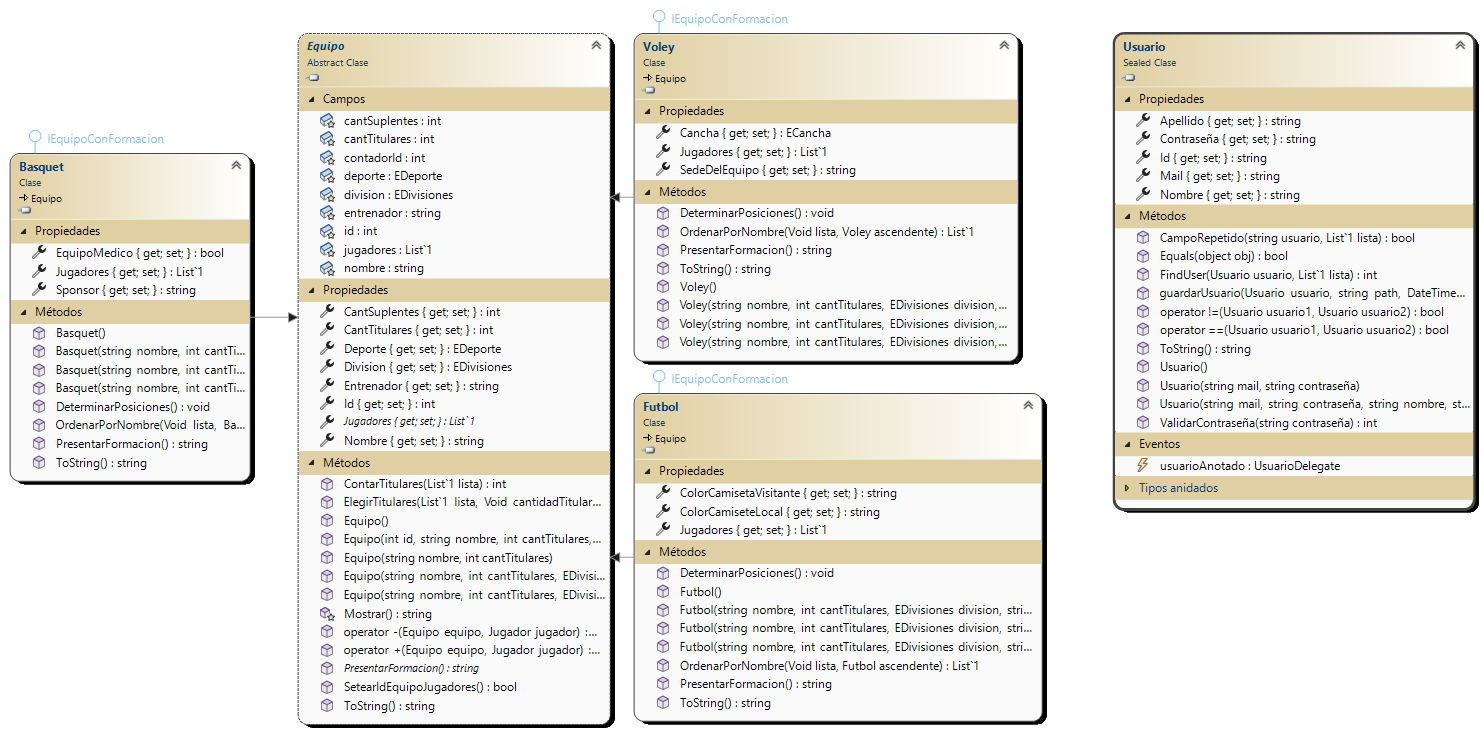 IEquipoConFormacion
Basquet
Clase
Equipo
Propiedades
EquipoMedico { get; set; } : bool
Jugadores { get; set; } : List`1
Sponsor { get; set; } : string
Métodos
Basquet()
Basquet(string nombre, int cantTi...
Basquet(string nombre, int cantTi...
Basquet(string nombre, int cantTi...
DeterminarPosiciones() : void
OrdenarPorNombre(Void lista, Ba...
PresentarFormacion() : string
ToString() : string
Equipo
Abstract Clase
Campos
cantSuplentes : int
cantTitulares : int
contadorId : int
deporte : EDeporte
division : EDivisiones
entrenador : string
id : int
jugadores : List`1
nombre : string
Propiedades
CantSuplentes { get; set; } : int
CantTitulares { get; set; } : int
Deporte { get; set; } : EDeporte
Division { get; set; } : EDivisiones
Entrenador { get; set; } : string
Id { get; set; } : int
Jugadores { get; set; } : List`1
Nombre { get; set; } : string
Métodos
ContarTitulares(List`1 lista) : int
ElegirTitulares(List`1 lista, Void cantidadTitular...
Equipo()
Equipo(int id, string nombre, int cantTitulares,...
Equipo(string nombre, int cantTitulares)
Equipo(string nombre, int cantTitulares, EDivisi...
Equipo(string nombre, int cantTitulares, EDivisi...
Mostrar() : string
operator -(Equipo equipo, Jugador jugador) :...
operator +(Equipo equipo, Jugador jugador) :...
PresentarFormacion() : string
SetearIdEquipoJugadores() : bool
ToString() : string
IEquipoConFormacion
Voley
Clase
Equipo
Propiedades
Cancha { get; set; } : ECancha
Jugadores { get; set; } : List`1
SedeDelEquipo { get; set; } : string
Métodos
DeterminarPosiciones() : void
OrdenarPorNombre(Void lista, Voley ascendente) : List`1
PresentarFormacion() : string
ToString() : string
Voley()
Voley(string nombre, int cantTitulares, EDivisiones division,...
Voley(string nombre, int cantTitulares, EDivisiones division,...
Voley(string nombre, int cantTitulares, EDivisiones division,...
IEquipoConFormacion
Futbol
Clase
Equipo
Propiedades
ColorCamisetaVisitante { get; set; } : string
ColorCamiseteLocal { get; set; } : string
Jugadores { get; set; } : List`1
Métodos
DeterminarPosiciones() : void
Futbol()
Futbol(string nombre, int cantTitulares, EDivisiones division, stri...
Futbol(string nombre, int cantTitulares, EDivisiones division, stri...
Futbol(string nombre, int cantTitulares, EDivisiones division, stri...
OrdenarPorNombre(Void lista, Futbol ascendente) : List`1
PresentarFormacion() : string
ToString() : string
Usuario
Sealed Clase
Propiedades
Apellido { get; set; } : string
Contraseña { get; set; } : string
Id { get; set; } : string
Mail { get; set; } : string
Nombre { get; set; } : string
Métodos
CampoRepetido(string usuario, List`1 lista) : bool
Equals(object obj) : bool
FindUser(Usuario usuario, List`1 lista) : int
guardarUsuario(Usuario usuario, string path, DateTime...
operator !=(Usuario usuario1, Usuario usuario2) : bool
operator ==(Usuario usuario1, Usuario usuario2) : bool
ToString() : string
Usuario()
Usuario(string mail, string contraseña)
Usuario(string mail, string contraseña, string nombre, st...
ValidarContraseña(string contraseña) : int
Eventos
usuarioAnotado : UsuarioDelegate
Tipos anidados